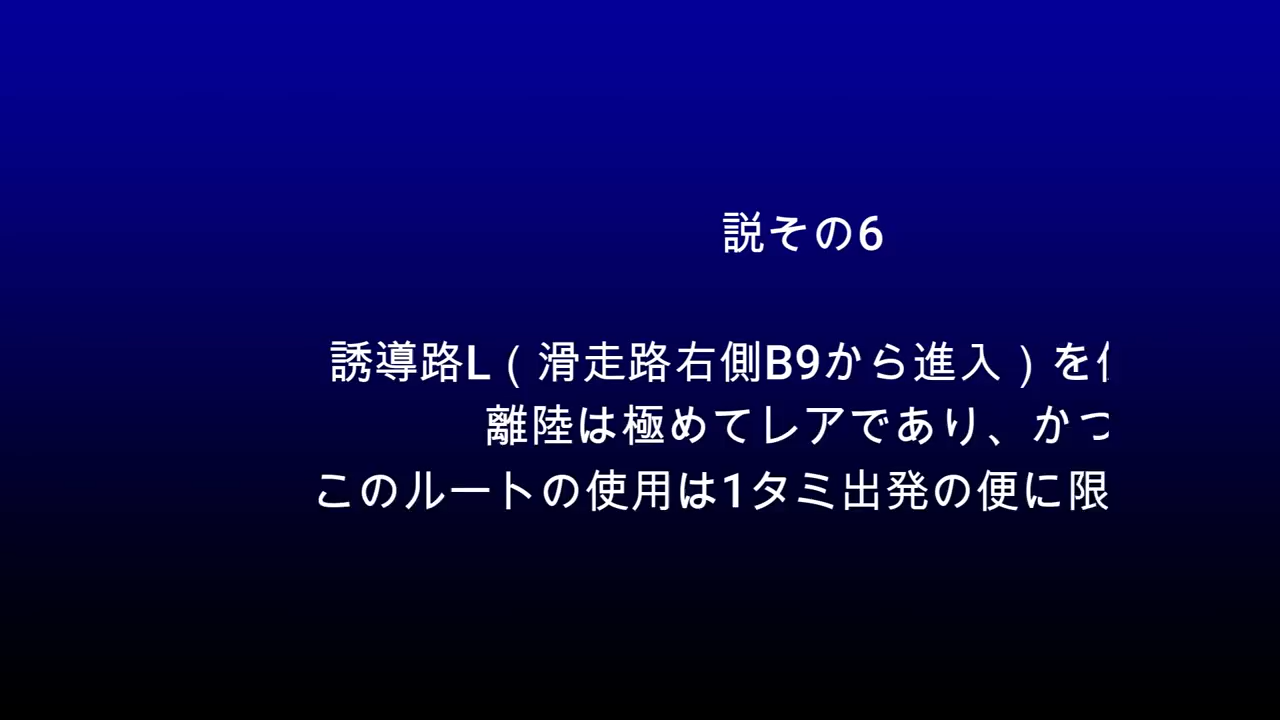 説その6
誘導路L（滑走路右側B9から進入）を
離陸は極めてレアであり、かつ
このルートの使用は1タミ出発の便に限